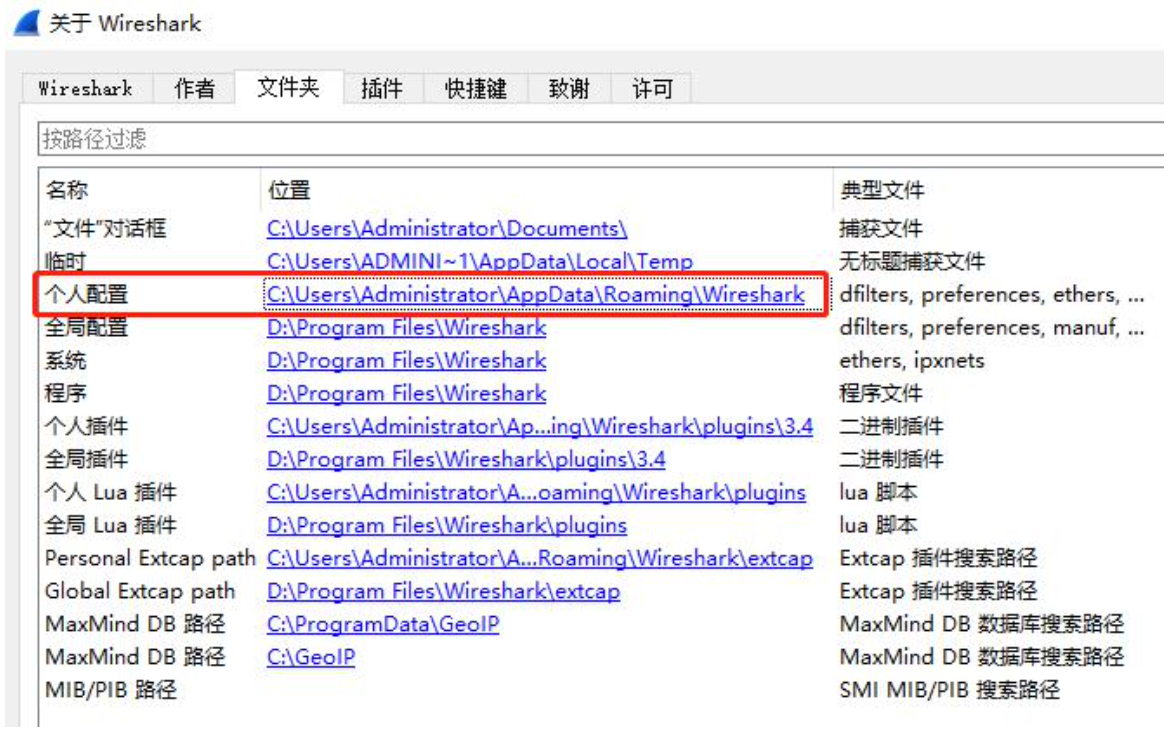 关于 Wireshark
Wireshark 作者 文件夹 插件 快捷键 致谢 许可
按路径过滤
名称 位置 典型文件
“文件”对话框 C:\Users\Administrator\Documents\ 捕获文件
临时 C:\Users\ADMINI~1\AppData\Local\Temp 无标题捕获文件
个人配置 C:\Users\Administrator\AppData\Roaming\Wireshark dfilters, preferences, ethers, ...
全局配置 D:\Program Files\Wireshark dfilters, preferences, manuf, ...
系统 D:\Program Files\Wireshark ethers, ipxnets
程序 D:\Program Files\Wireshark 程序文件
个人插件 C:\Users\Administrator\Ap...ing\Wireshark\plugins\3.4 二进制插件
全局插件 D:\Program Files\Wireshark\plugins\3.4 二进制插件
个人 Lua 插件 C:\Users\Administrator\A...oaming\Wireshark\plugins lua 脚本
全局 Lua 插件 D:\Program Files\Wireshark\plugins lua 脚本
Personal Extcap path C:\Users\Administrator\A...Roaming\Wireshark\extcap Extcap 插件搜索路径
Global Extcap path D:\Program Files\Wireshark\extcap Extcap 插件搜索路径
MaxMind DB 路径 C:\ProgramData\GeoIP MaxMind DB 数据库搜索路径
MaxMind DB 路径 C:\GeoIP MaxMind DB 数据库搜索路径
MIB/PIB 路径 SMI MIB/PIB 搜索路径